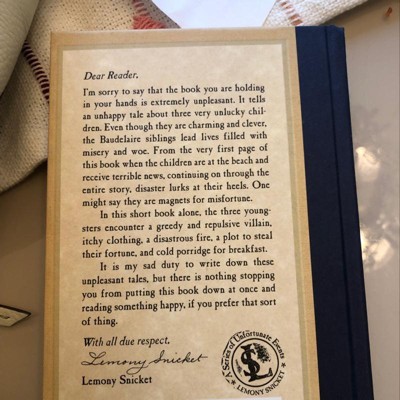 Dear Reader,
I'm sorry to say that the book you are holding
in your hands is extremely unpleasant. It tells
an unhappy tale about three very unlucky chil-
dren. Even though they are charming and clever,
the Baudelaire siblings lead lives filled with
misery and woe. From the very first page of
this book when the children are at the beach and
receive terrible news, continuing on through the
entire story, disaster lurks at their heels. One
might say they are magnets for misfortune.
In this short book alone, the three young-
sters encounter a greedy and repulsive villain,
itchy clothing, a disastrous fire, a plot to steal
their fortune, and cold porridge for breakfast.
It is my sad duty to write down these
unpleasant tales, but there is nothing stopping
you from putting this book down at once and
reading something happy, if you prefer that sort
of thing.
With all due respect,
Lemony Snicket
Lemony Snicket
A Series of Unfortunate Events
LS
LEMONY SNICKET